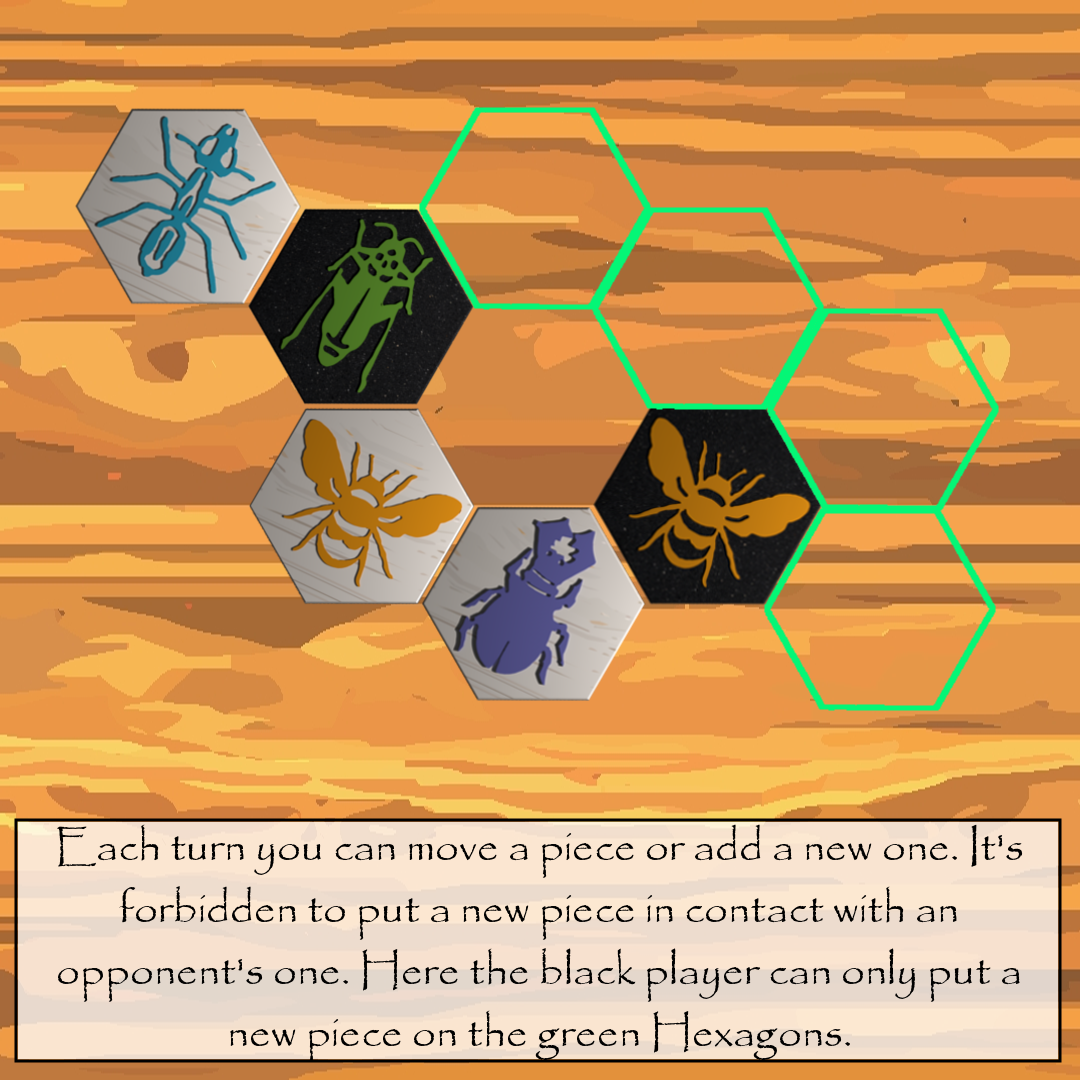 Each turn you can move a piece or add a new one. It's
forbidden to put a new piece in contact with an
opponent's one. Here the black player can only put a
new piece on the green Hexagons.